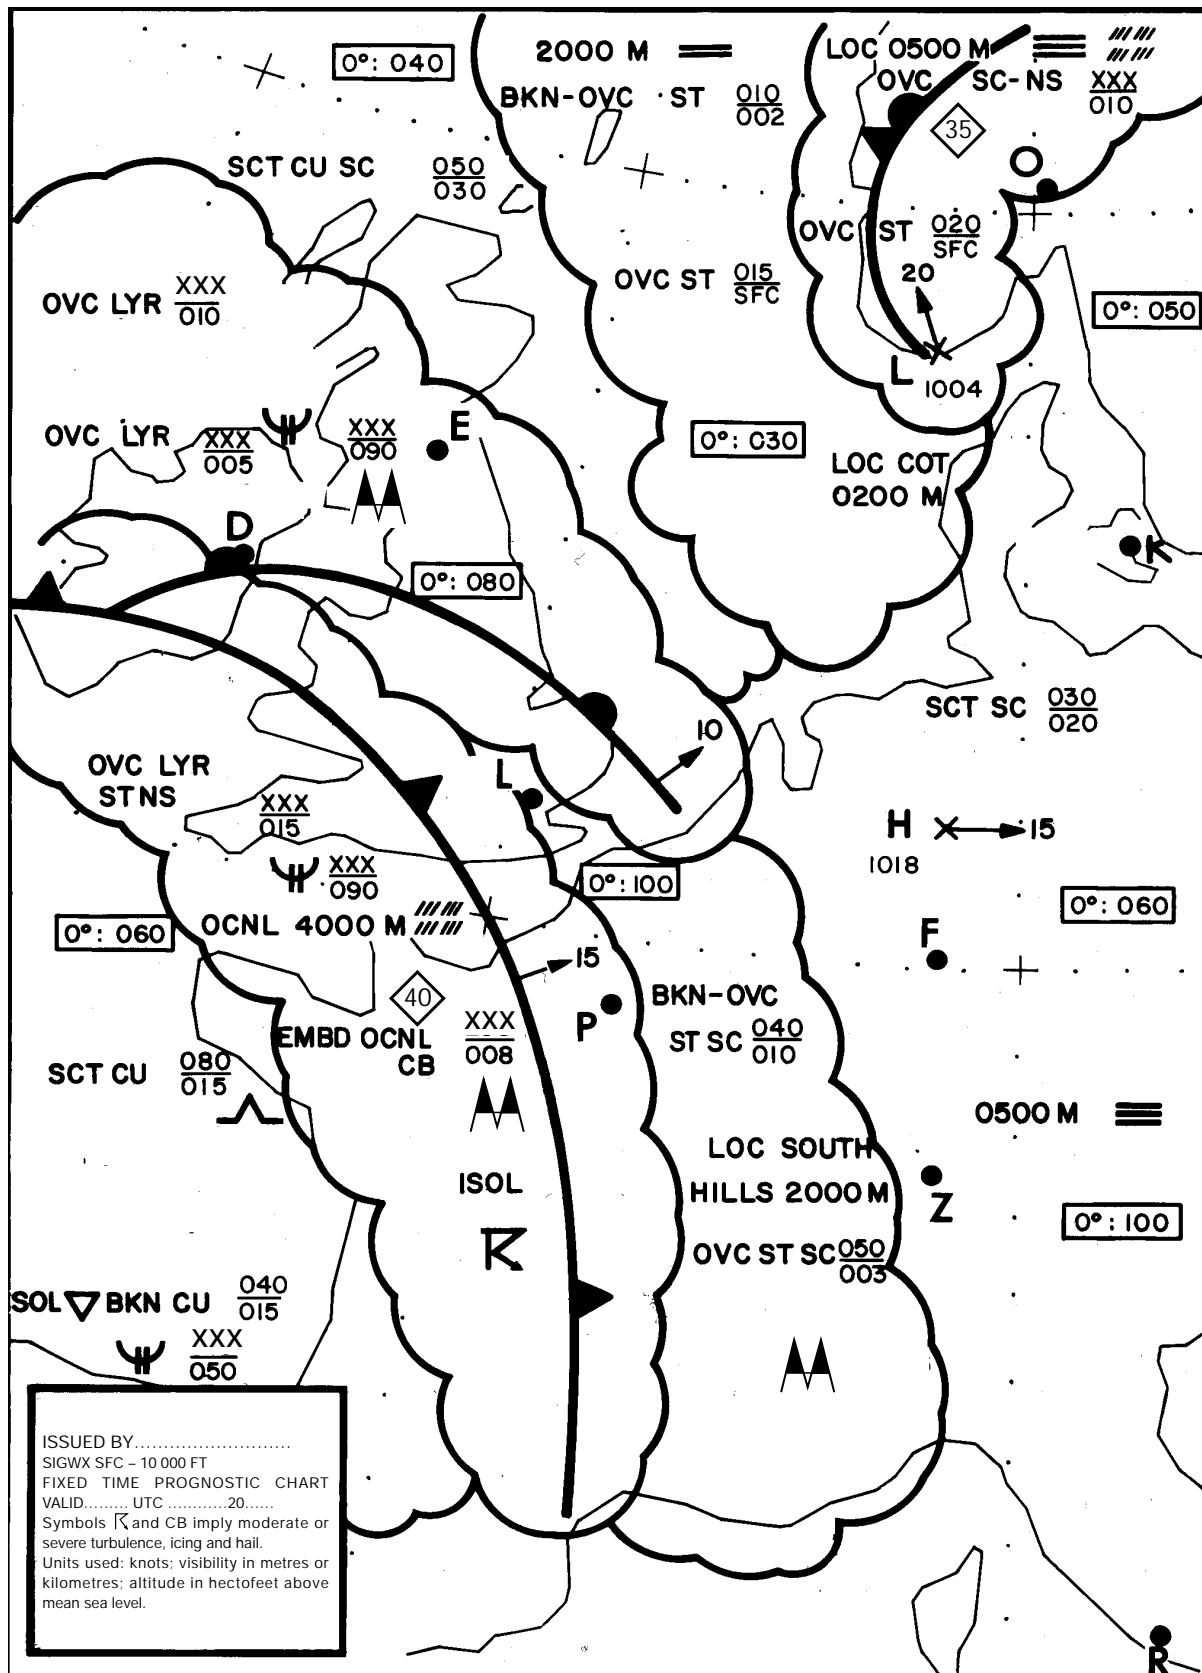 0°: 040
2000 M
LOC 0500 M
BKN-OVC ST 010
002
OVC SC-NS XXX
010
35
SCT CU SC 050
030
O
OVC ST 020
SFC
20
OVC LYR XXX
010
OVC ST 015
SFC
0°: 050
L 1004
OVC LYR XXX
005
XXX
090
E
0°: 030
LOC COT
0200 M
D
K
0°: 080
SCT SC 030
020
10
OVC LYR
ST NS
L
XXX
015
H
15
1018
XXX
090
0°: 100
0°: 060
OCNL 4000 M
0°: 060
F
15
40
BKN-OVC
P
ST SC 040
010
EMBD OCNL
CB
XXX
008
SCT CU 080
015
0500 M
LOC SOUTH
HILLS 2000 M
ISOL
Z
0°: 100
OVC ST SC 050
003
SOL BKN CU 040
015
XXX
050
ISSUED BY...........................
SIGWX SFC – 10 000 FT
FIXED TIME PROGNOSTIC CHART
VALID......... UTC ............20......
Symbols and CB imply moderate or
severe turbulence, icing and hail.
Units used: knots; visibility in metres or
kilometres; altitude in hectofeet above
mean sea level.
R